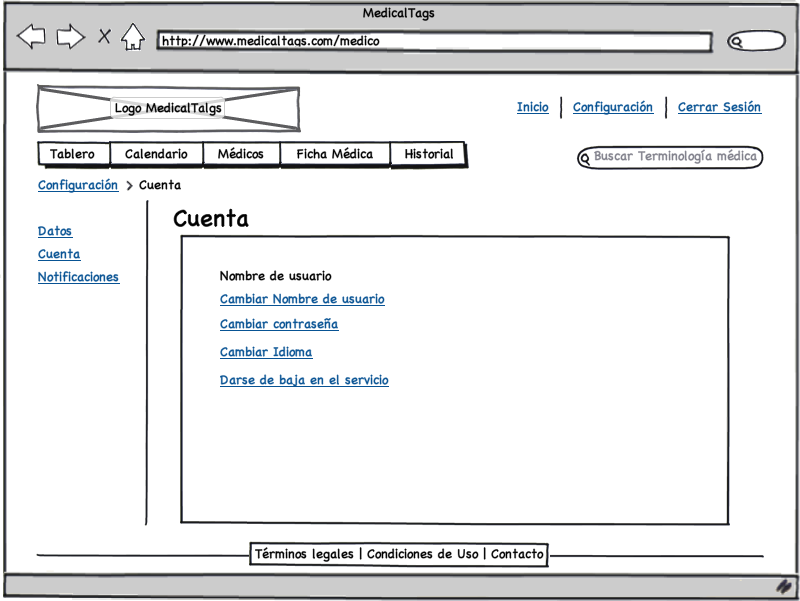 MedicalTags
http://www.medicaltags.com/medico
Logo MedicalTalgs
Inicio | Configuración | Cerrar Sesión
Tablero Calendario Médicos Ficha Médica Historial
Buscar Terminología médica
Configuración > Cuenta
Cuenta
Datos
Cuenta
Notificaciones
Nombre de usuario
Cambiar Nombre de usuario
Cambiar contraseña
Cambiar Idioma
Darse de baja en el servicio
Términos legales | Condiciones de Uso | Contacto